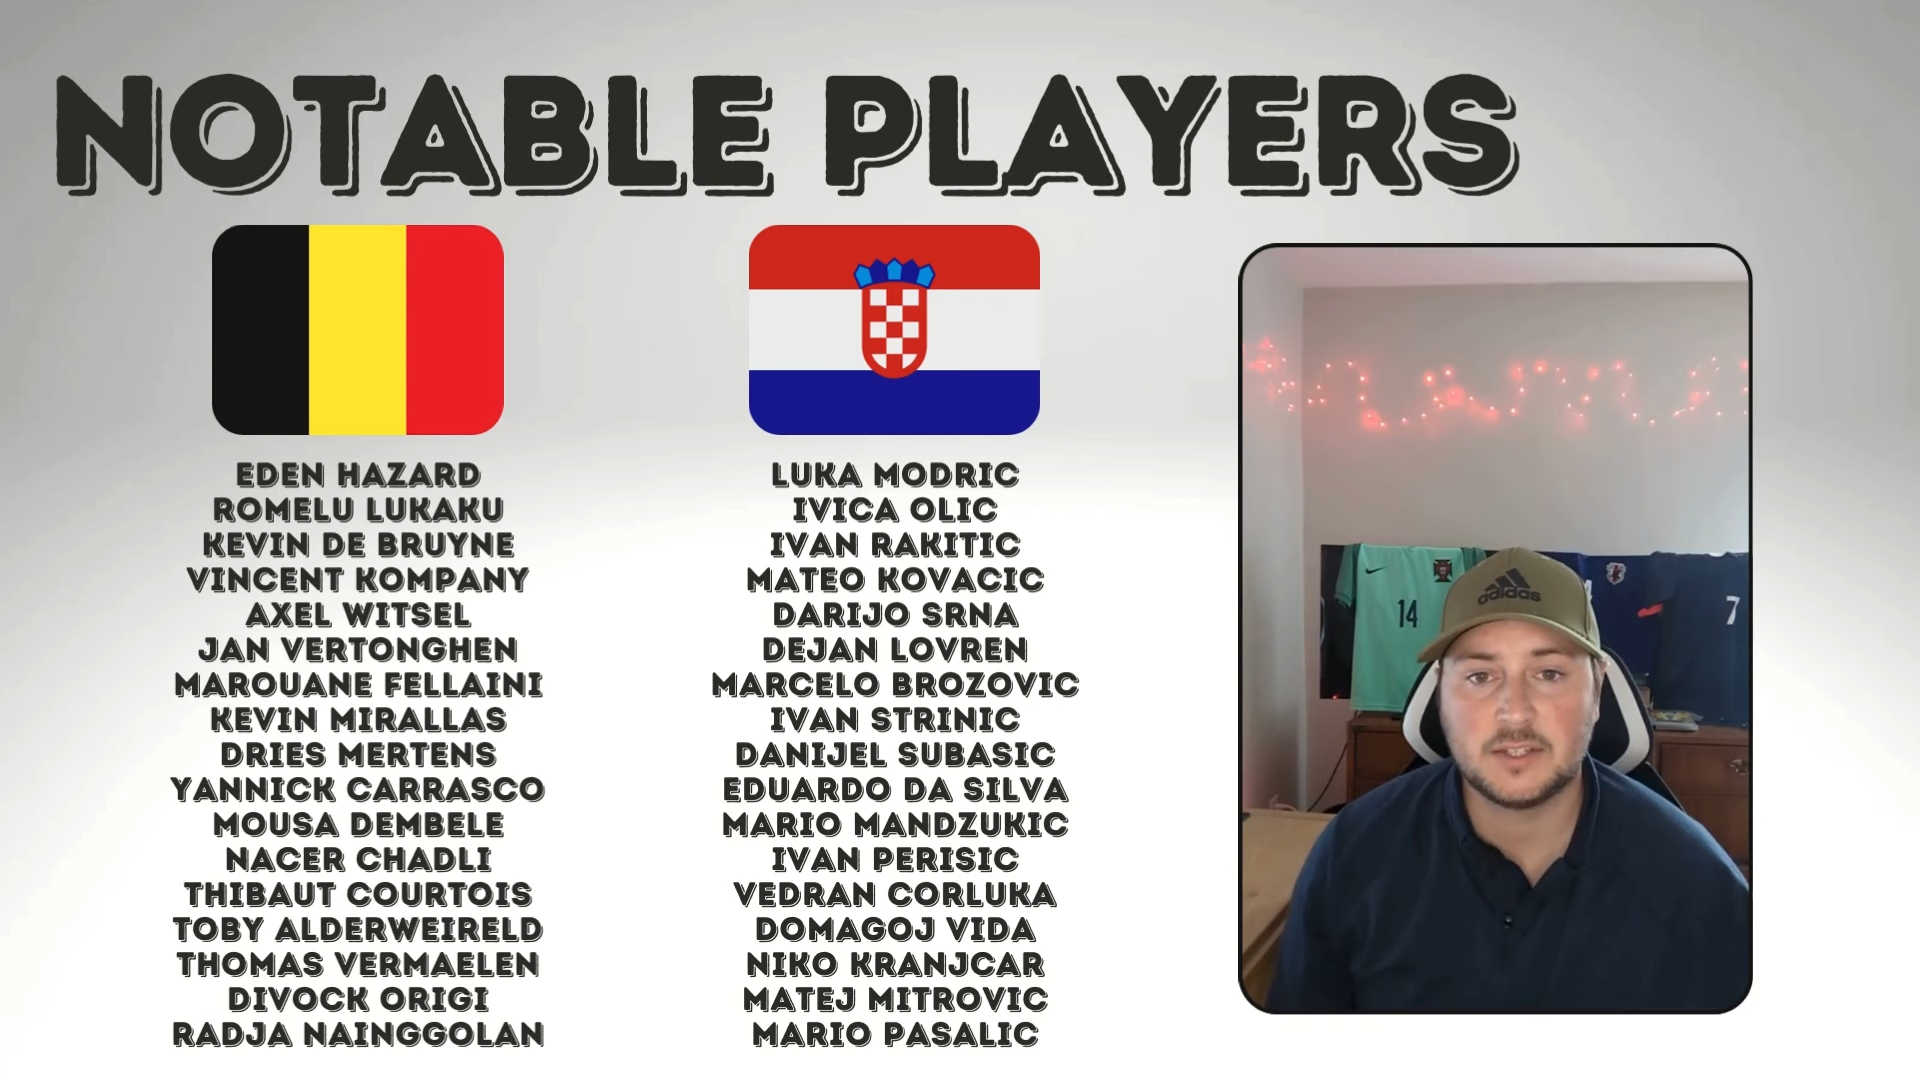 NOTABLE PLAYERS
EDEN HAZARD
ROMELU LUKAKU
KEVIN DE BRUYNE
VINCENT KOMPANY
AXEL WITSEL
JAN VERTONGHEN
MAROUANE FELLAINI
KEVIN MIRALLAS
DRIES MERTENS
YANNICK CARRASCO
MOUSA DEMBELE
NACER CHADLI
THIBAUT COURTOIS
TOBY ALDERWEIRELD
THOMAS VERMAELEN
DIVOCK ORIGI
RADJA NAINGGOLAN
LUKA MODRIC
IVICA OLIC
IVAN RAKITIC
MATEO KOVACIC
DARIJO SRNA
DEJAN LOVREN
MARCELO BROZOVIC
IVAN STRINIC
DANIJEL SUBASIC
EDUARDO DA SILVA
MARIO MANDZUKIC
IVAN PERISIC
VEDRAN CORLUKA
DOMAGOJ VIDA
NIKO KRANJCAR
MATEJ MITROVIC
MARIO PASALIC
14
adidas
7